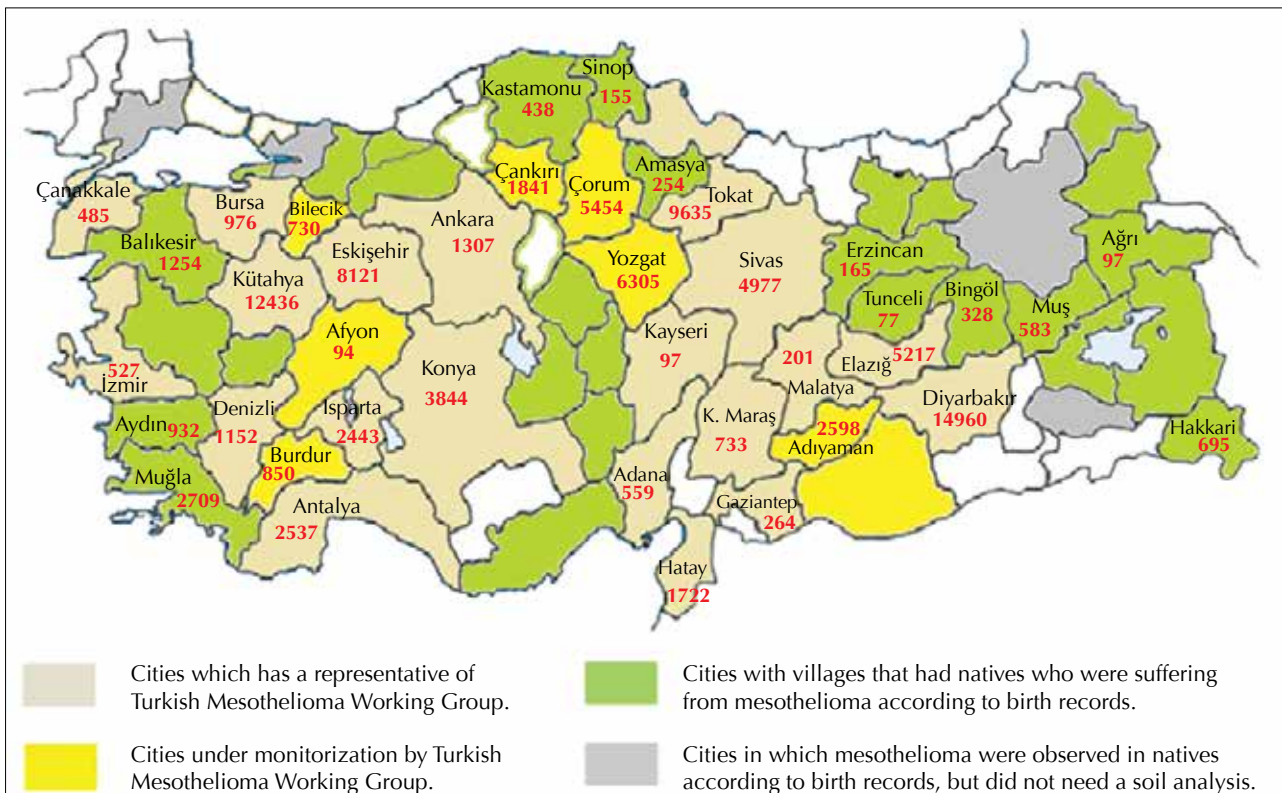 Sinop
155
Kastamonu
438
Çankırı
1841
Çorum
5454
Amasya
254
Tokat
9635
Çanakkale
485
Bursa
976
Bilecik
730
Ankara
1307
Balıkesir
1254
Eskişehir
8121
Kütahya
12436
Yozgat
6305
Sivas
4977
Erzincan
165
Ağrı
97
Tunceli
77
Bingöl
328
Muş
583
Afyon
94
Kayseri
97
201
Malatya
5217
Elazığ
527
İzmir
Konya
3844
Denizli
1152
Isparta
2443
K. Maraş
733
Diyarbakır
14960
2598
Adıyaman
Aydın 932
Burdur
850
Hakkari
695
Muğla
2709
Antalya
2537
Adana
559
Gaziantep
264
Hatay
1722
Cities which has a representative of
Turkish Mesothelioma Working Group.
Cities under monitorization by Turkish
Mesothelioma Working Group.
Cities with villages that had natives who were suffering
from mesothelioma according to birth records.
Cities in which mesothelioma were observed in natives
according to birth records, but did not need a soil analysis.